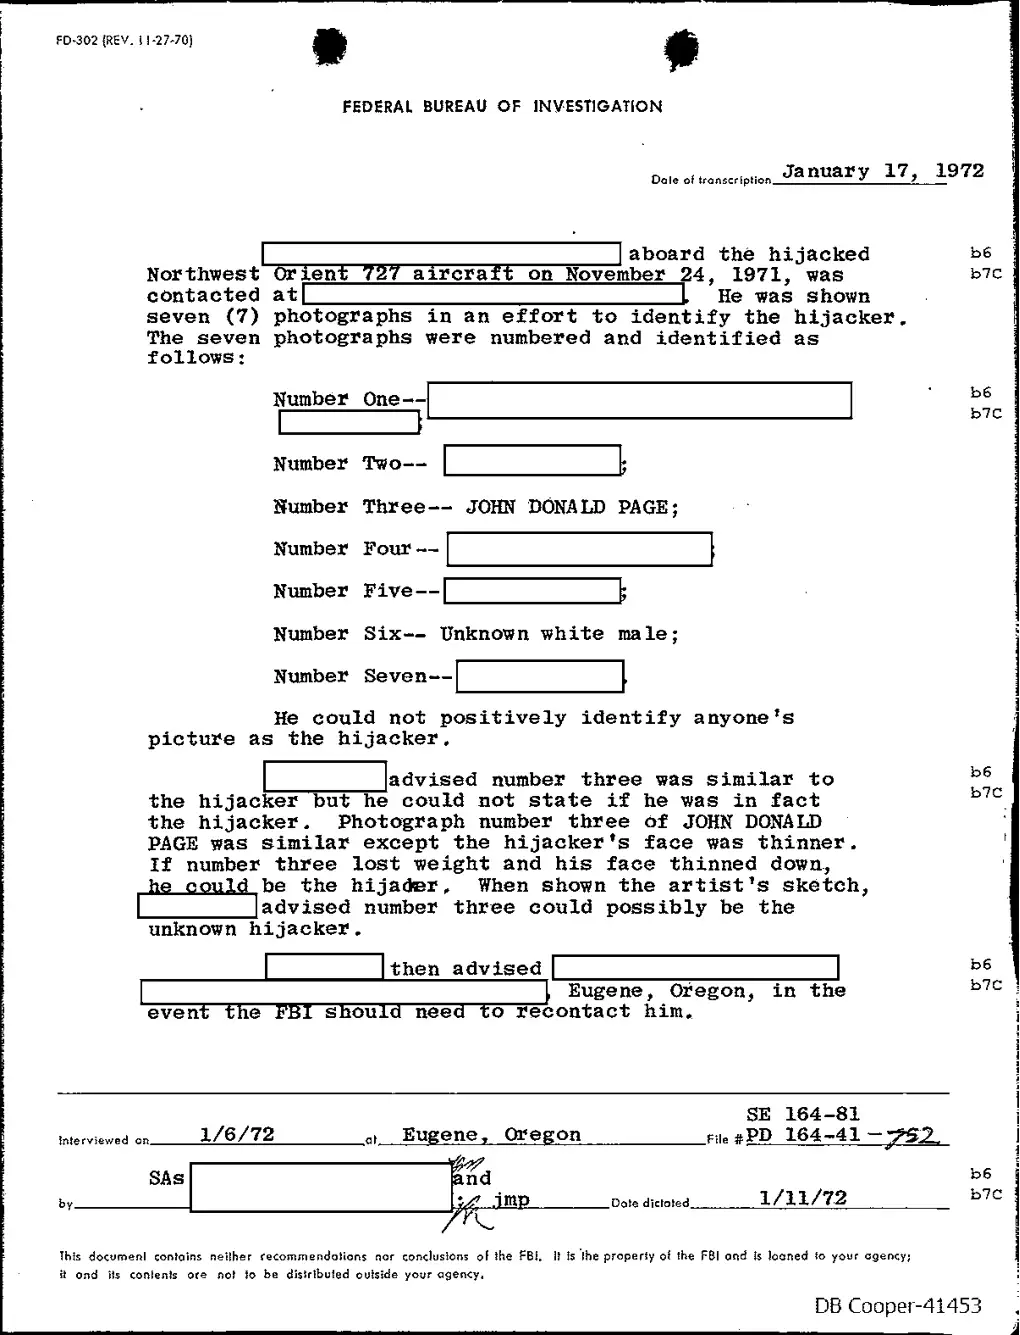 FD-302 (REV. 11-27-70)
FEDERAL BUREAU OF INVESTIGATION
Date of transcription January 17, 1972
aboard the hijacked b6
Northwest Orient 727 aircraft on November 24, 1971, was b7C
contacted at . He was shown
seven (7) photographs in an effort to identify the hijacker.
The seven photographs were numbered and identified as
follows:
Number One-- b6
; b7C
Number Two-- ;
Number Three-- JOHN DONALD PAGE;
Number Four-- ;
Number Five-- ;
Number Six-- Unknown white male;
Number Seven-- .
He could not positively identify anyone's
picture as the hijacker.
advised number three was similar to b6
the hijacker but he could not state if he was in fact b7C
the hijacker. Photograph number three of JOHN DONALD
PAGE was similar except the hijacker's face was thinner.
If number three lost weight and his face thinned down,
he could be the hijacker. When shown the artist's sketch,
advised number three could possibly be the
unknown hijacker.
then advised b6
, Eugene, Oregon, in the b7C
event the FBI should need to recontact him.
SE 164-81
Interviewed on 1/6/72 at Eugene, Oregon File # PD 164-41 - 752
SAs and b6
by : jmp Date dictated 1/11/72 b7C
This document contains neither recommendations nor conclusions of the FBI. It is the property of the FBI and is loaned to your agency;
it and its contents are not to be distributed outside your agency.
DB Cooper-41453